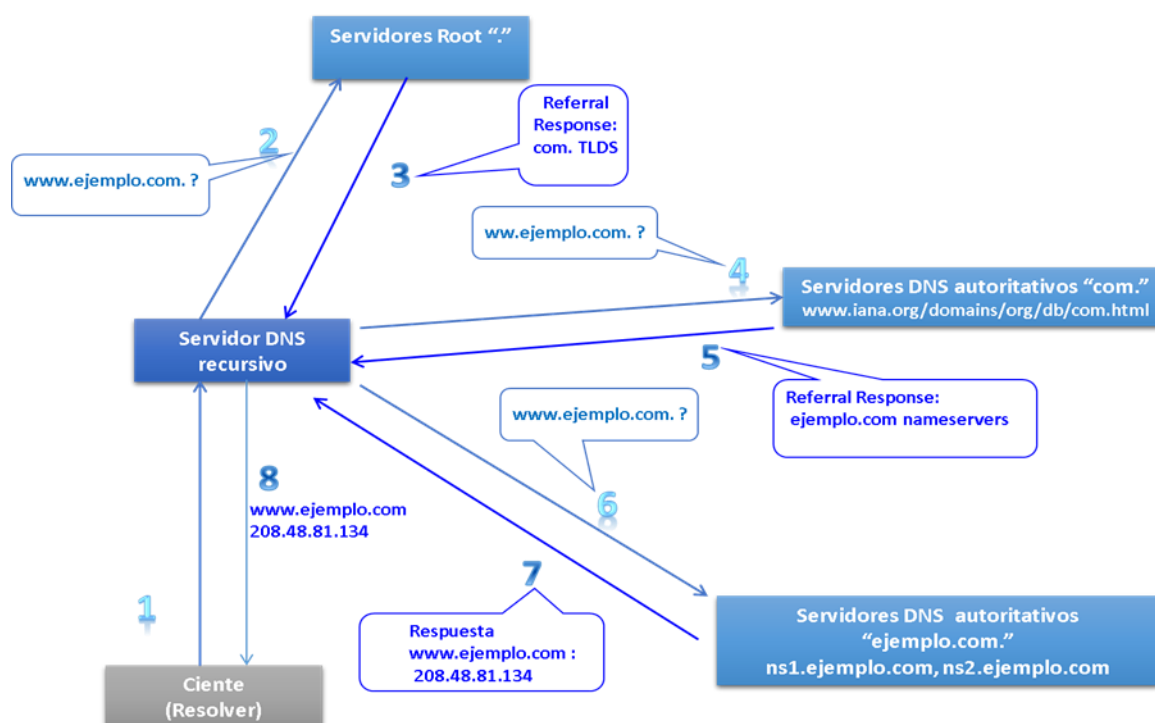 Servidores Root “.”
2
www.ejemplo.com. ?
Referral
Response:
com. TLDS
3
ww.ejemplo.com. ?
4
Servidores DNS autoritativos “com.”
www.iana.org/domains/org/db/com.html
Servidor DNS
recursivo
5
Referral Response:
ejemplo.com nameservers
www.ejemplo.com. ?
6
8
www.ejemplo.com
208.48.81.134
7
Respuesta
www.ejemplo.com :
208.48.81.134
1
Servidores DNS autoritativos
“ejemplo.com.”
ns1.ejemplo.com, ns2.ejemplo.com
Ciente
(Resolver)